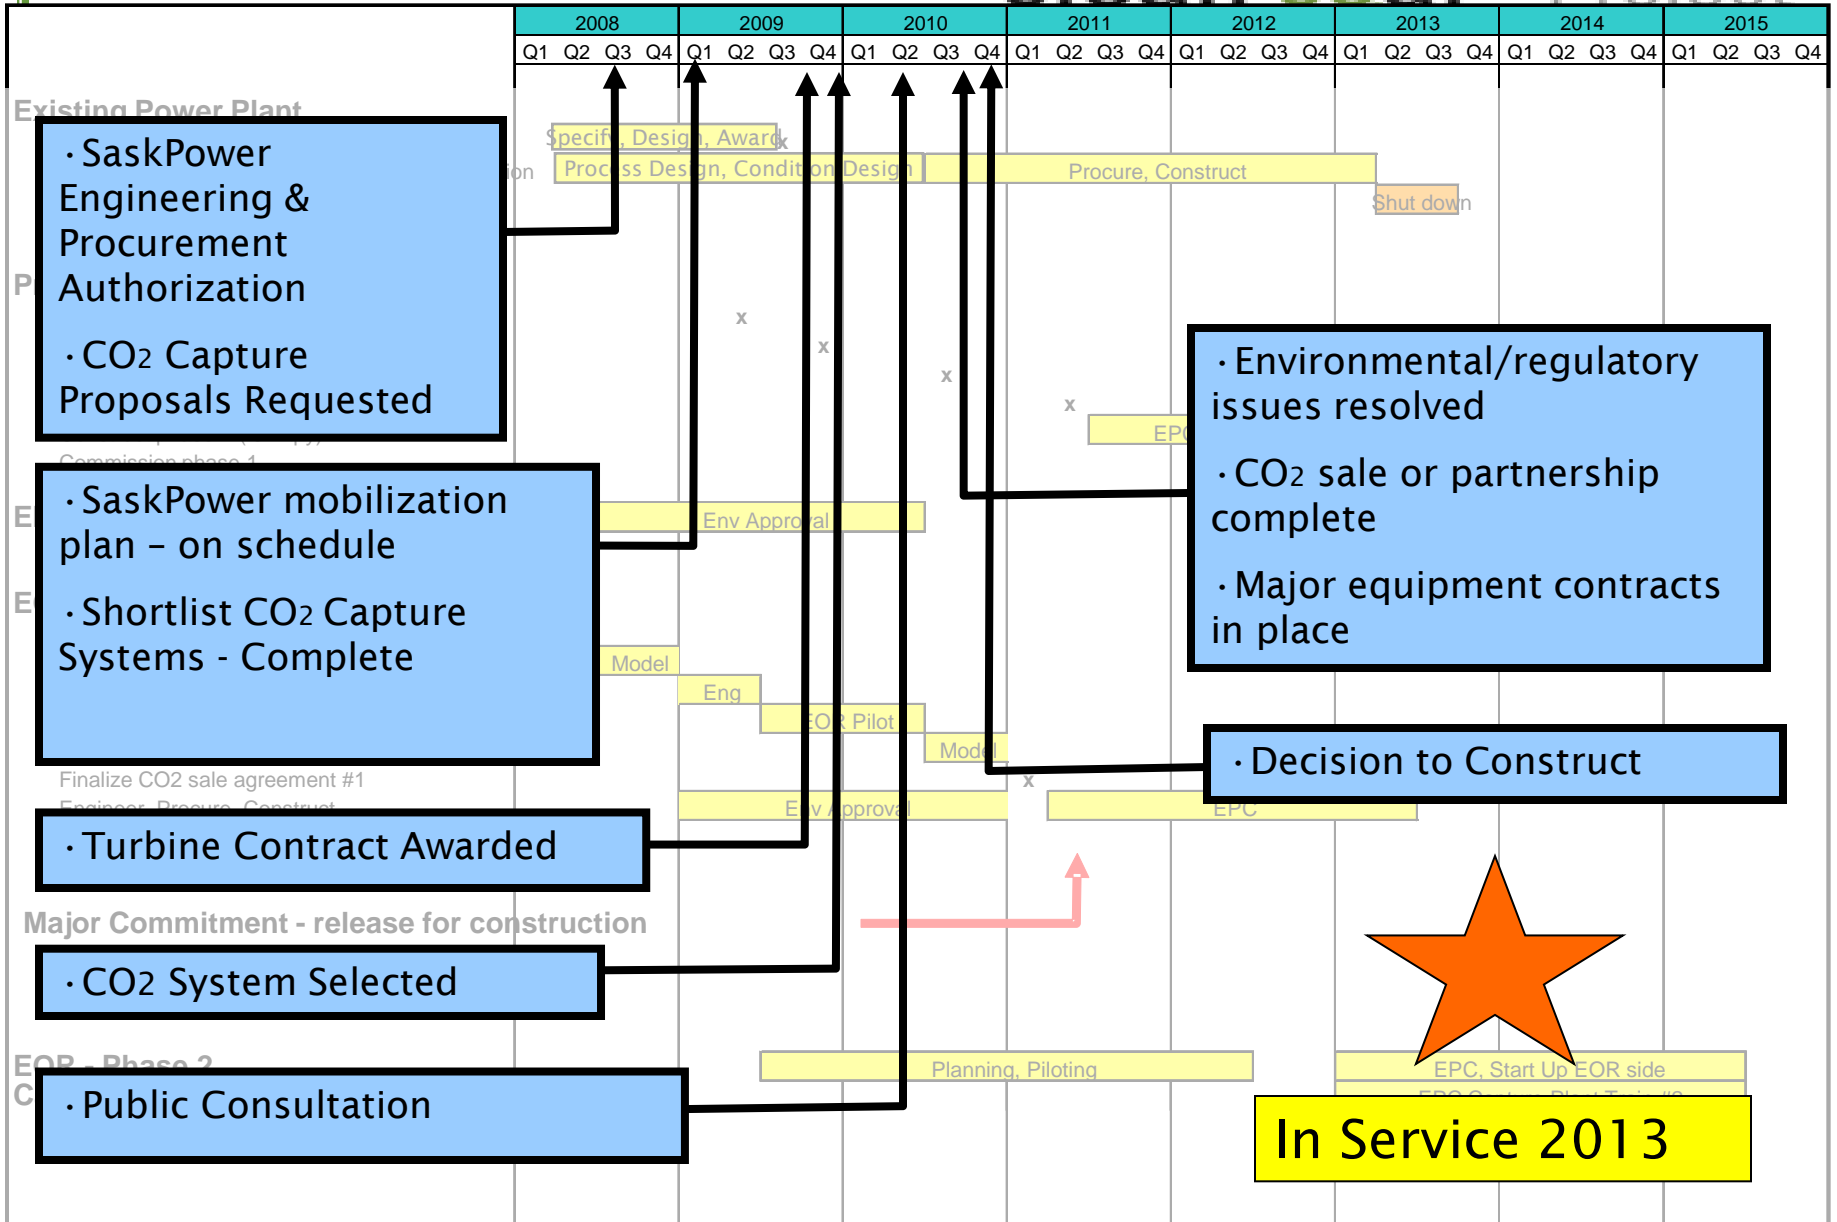 2008 2009 2010 2011 2012 2013 2014 2015
Q1 Q2 Q3 Q4 Q1 Q2 Q3 Q4 Q1 Q2 Q3 Q4 Q1 Q2 Q3 Q4 Q1 Q2 Q3 Q4 Q1 Q2 Q3 Q4 Q1 Q2 Q3 Q4 Q1 Q2 Q3 Q4
Existing Power Plant
Specify, Design, Award
x
Process Design, Condition Design
Procure, Construct
Shut down
· SaskPower
Engineering &
Procurement
Authorization
· CO2 Capture
Proposals Requested
x
x
x
x
EPC
Commission phase 1
· Environmental/regulatory
issues resolved
· CO2 sale or partnership
complete
· Major equipment contracts
in place
· SaskPower mobilization
plan – on schedule
· Shortlist CO2 Capture
Systems - Complete
Env Approval
Model
Eng
EOR Pilot
Model
· Decision to Construct
Finalize CO2 sale agreement #1
x
Engineer, Procure, Construct
Env Approval
EPC
· Turbine Contract Awarded
Major Commitment - release for construction
· CO2 System Selected
EOR - Phase 2
Planning, Piloting
EPC, Start Up EOR side
· Public Consultation
In Service 2013